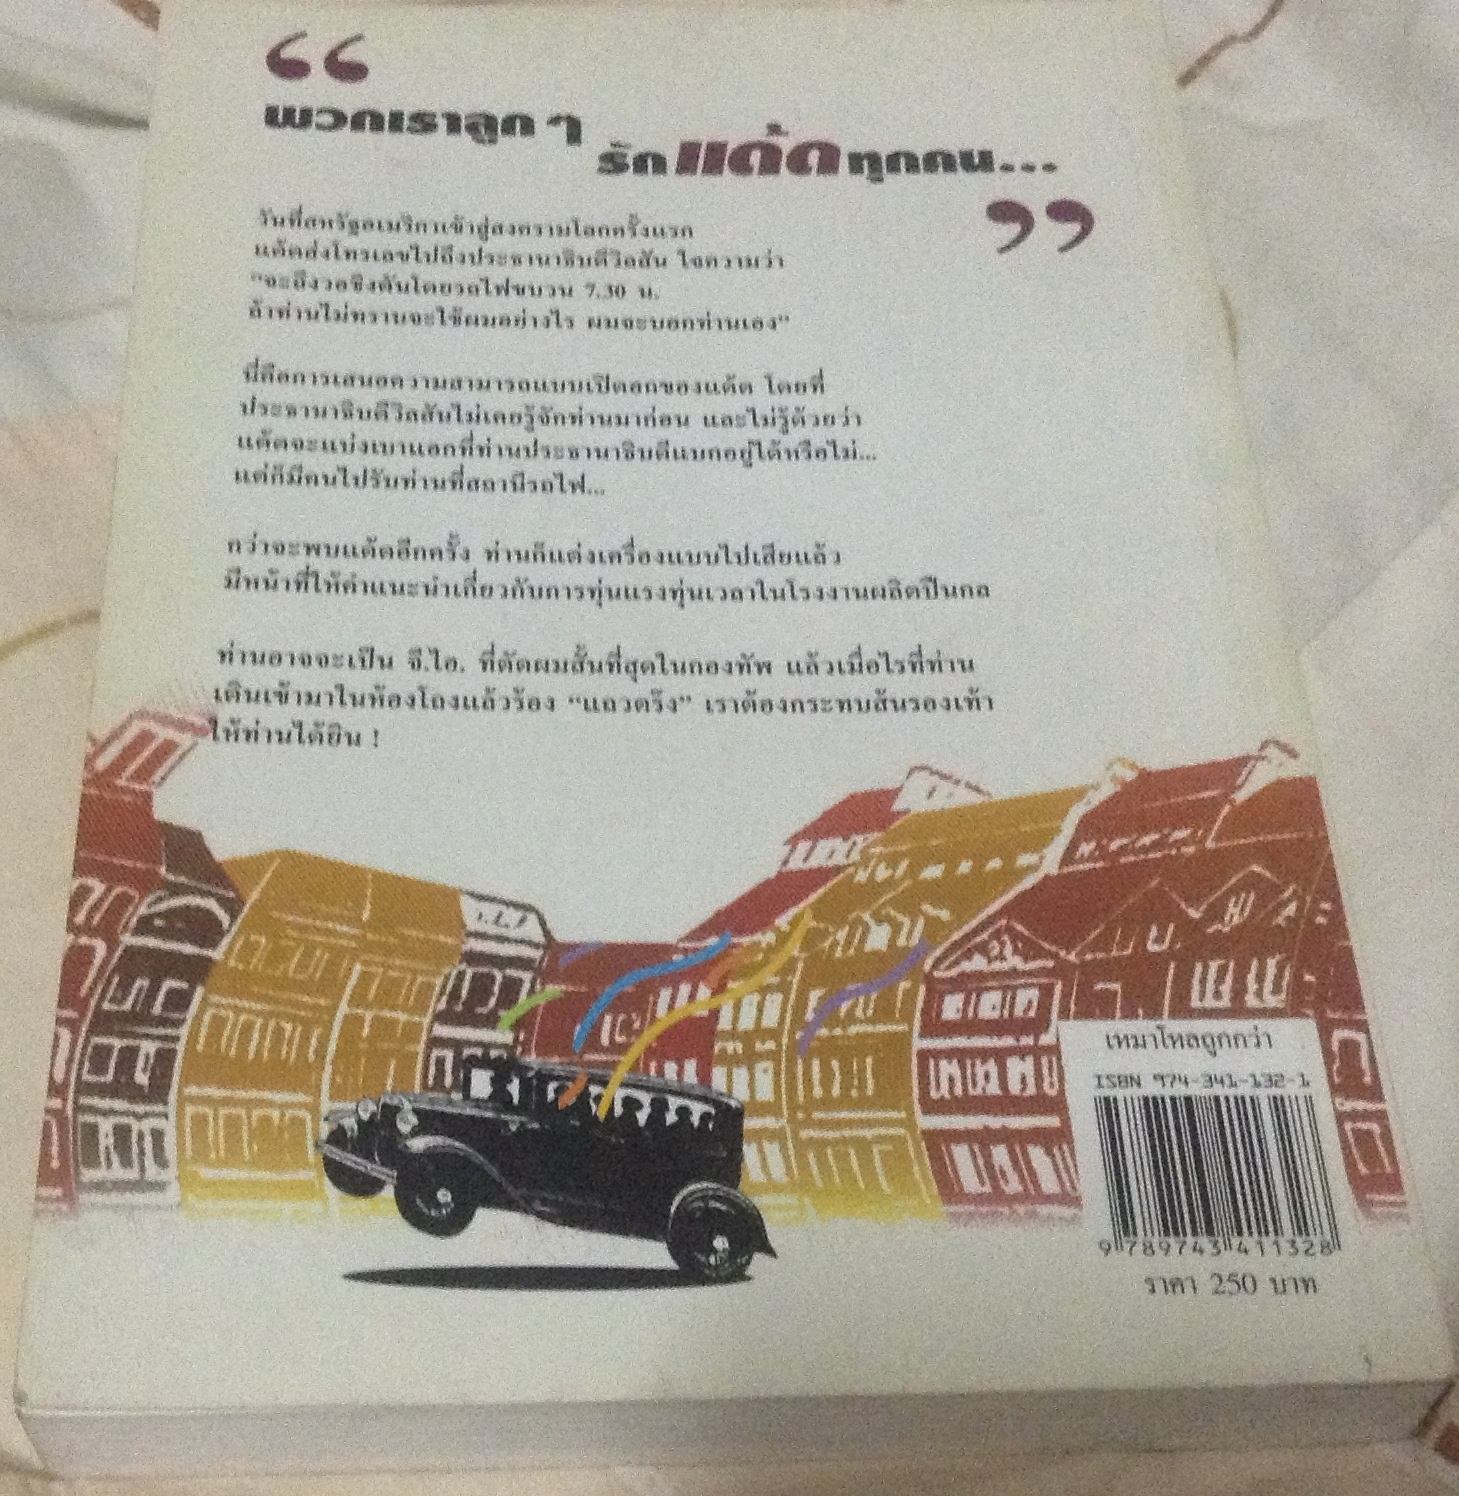 “
พวกเราลูก ๆ
รักแด๊ดทุกคน...
”
วันที่สหรัฐอเมริกาเข้าสู่สงครามโลกครั้งแรก
แด๊ดส่งโทรเลขไปถึงประธานาธิบดีวิลสัน ใจความว่า
“จะถึงวอชิงตันโดยรถไฟขบวน 7.30 น.
ถ้าท่านไม่ทราบจะใช้ผมอย่างไร ผมจะบอกท่านเอง”
นี่คือการเสนอความสามารถแบบเปิดอกของแด๊ด โดยที่
ประธานาธิบดีวิลสันไม่เคยรู้จักท่านมาก่อน และไม่รู้ด้วยว่า
แด๊ดจะแบ่งเบาแอกที่ท่านประธานาธิบดีแบกอยู่ได้หรือไม่...
แต่ก็มีคนไปรับท่านที่สถานีรถไฟ...
กว่าจะพบแด๊ดอีกครั้ง ท่านก็แต่งเครื่องแบบไปเสียแล้ว
มีหน้าที่ให้คำแนะนำเกี่ยวกับการทุ่นแรงทุ่นเวลาในโรงงานผลิตปืนกล
ท่านอาจจะเป็น จี.ไอ. ที่ตัดผมสั้นที่สุดในกองทัพ แล้วเมื่อไรที่ท่าน
เดินเข้ามาในห้องโถงแล้วร้อง “แถวตรึง” เราต้องกระทบส้นรองเท้า
ให้ท่านได้ยิน !
เหมาโหลถูกกว่า
ISBN 974-341-132-1
9 789743 411328
ราคา 250 บาท